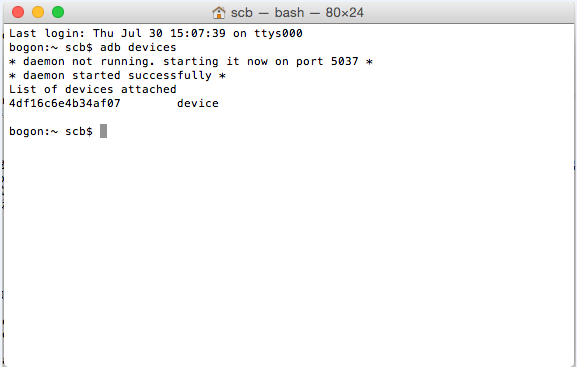 scb — bash — 80×24
Last login: Thu Jul 30 15:07:39 on ttys000
bogon:~ scb$ adb devices
* daemon not running. starting it now on port 5037 *
* daemon started successfully *
List of devices attached
4df16c6e4b34af07	device
bogon:~ scb$